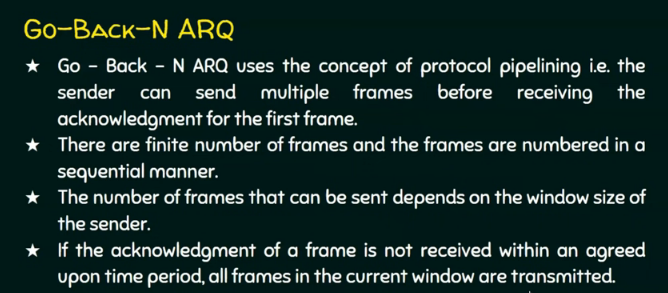 Go-Back-N ARQ
★ Go - Back - N ARQ uses the concept of protocol pipelining i.e. the
sender can send multiple frames before receiving the
acknowledgment for the first frame.
★ There are finite number of frames and the frames are numbered in a
sequential manner.
★ The number of frames that can be sent depends on the window size of
the sender.
★ If the acknowledgment of a frame is not received within an agreed
upon time period, all frames in the current window are transmitted.